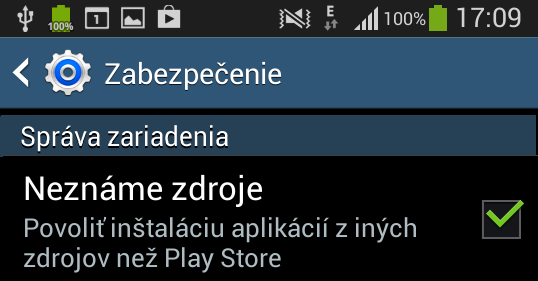 100% 1 E 100% 17:09
Zabezpečenie
Správa zariadenia
Neznáme zdroje
Povoliť inštaláciu aplikácií z iných
zdrojov než Play Store